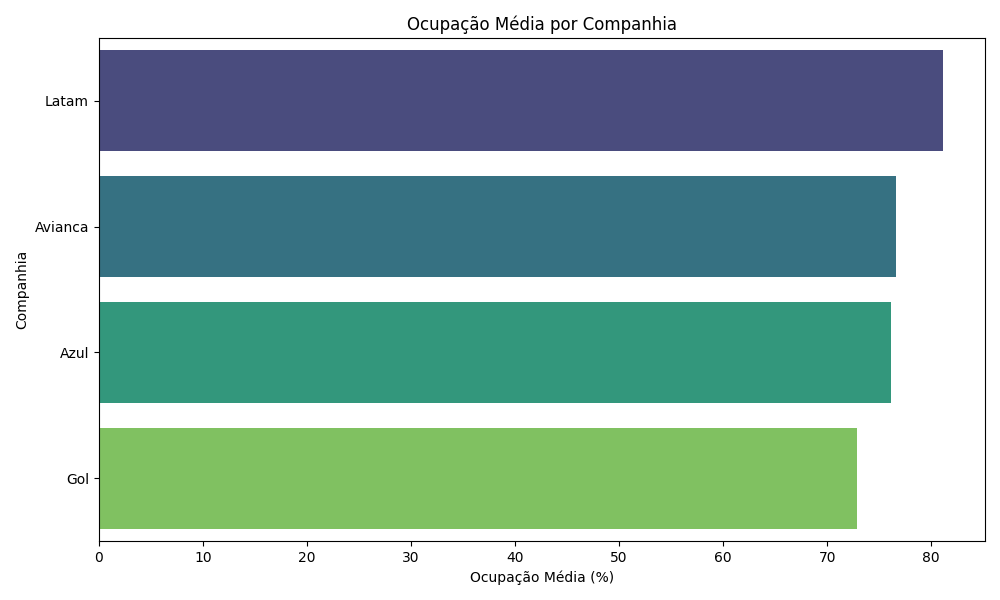 Ocupação Média por Companhia
Companhia
Latam
Avianca
Azul
Gol
0 10 20 30 40 50 60 70 80
Ocupação Média (%)